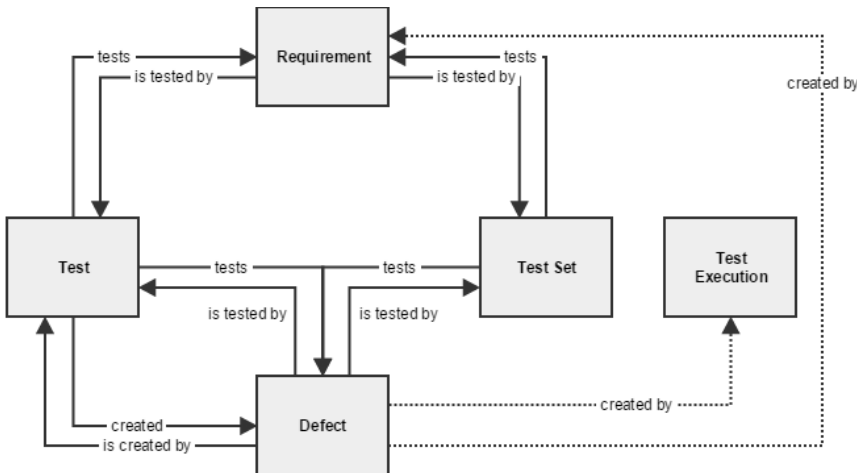 tests
Requirement
tests
is tested by
is tested by
created by
Test
tests
tests
Test Set
Test
Execution
is tested by
is tested by
created
Defect
created by
is created by